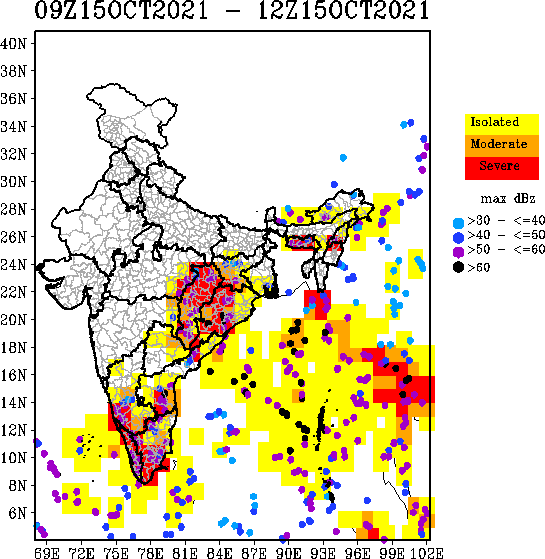 09Z15OCT2021 – 12Z15OCT2021
40N
38N
36N
34N
32N
30N
28N
26N
24N
22N
20N
18N
16N
14N
12N
10N
8N
6N
69E 72E 75E 78E 81E 84E 87E 90E 93E 96E 99E 102E
Isolated
Moderate
Severe
max dBz
>30 - <=40
>40 - <=50
>50 - <=60
>60